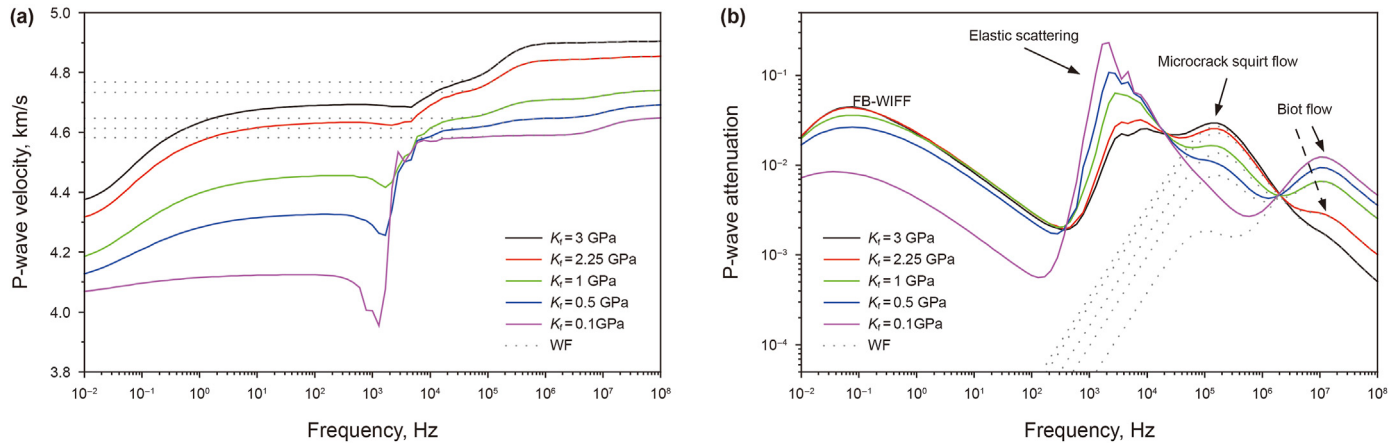 (a)
5.0
4.8
4.6
4.4
4.2
4.0
3.8
P-wave velocity, km/s
Kf = 3 GPa
Kf = 2.25 GPa
Kf = 1 GPa
Kf = 0.5 GPa
Kf = 0.1GPa
WF
10⁻² 10⁻¹ 10⁰ 10¹ 10² 10³ 10⁴ 10⁵ 10⁶ 10⁷ 10⁸
Frequency, Hz
(b)
10⁻¹
10⁻²
10⁻³
10⁻⁴
P-wave attenuation
Elastic scattering
Microcrack squirt flow
FB-WIFF
Biot flow
Kf = 3 GPa
Kf = 2.25 GPa
Kf = 1 GPa
Kf = 0.5 GPa
Kf = 0.1GPa
WF
10⁻² 10⁻¹ 10⁰ 10¹ 10² 10³ 10⁴ 10⁵ 10⁶ 10⁷ 10⁸
Frequency, Hz